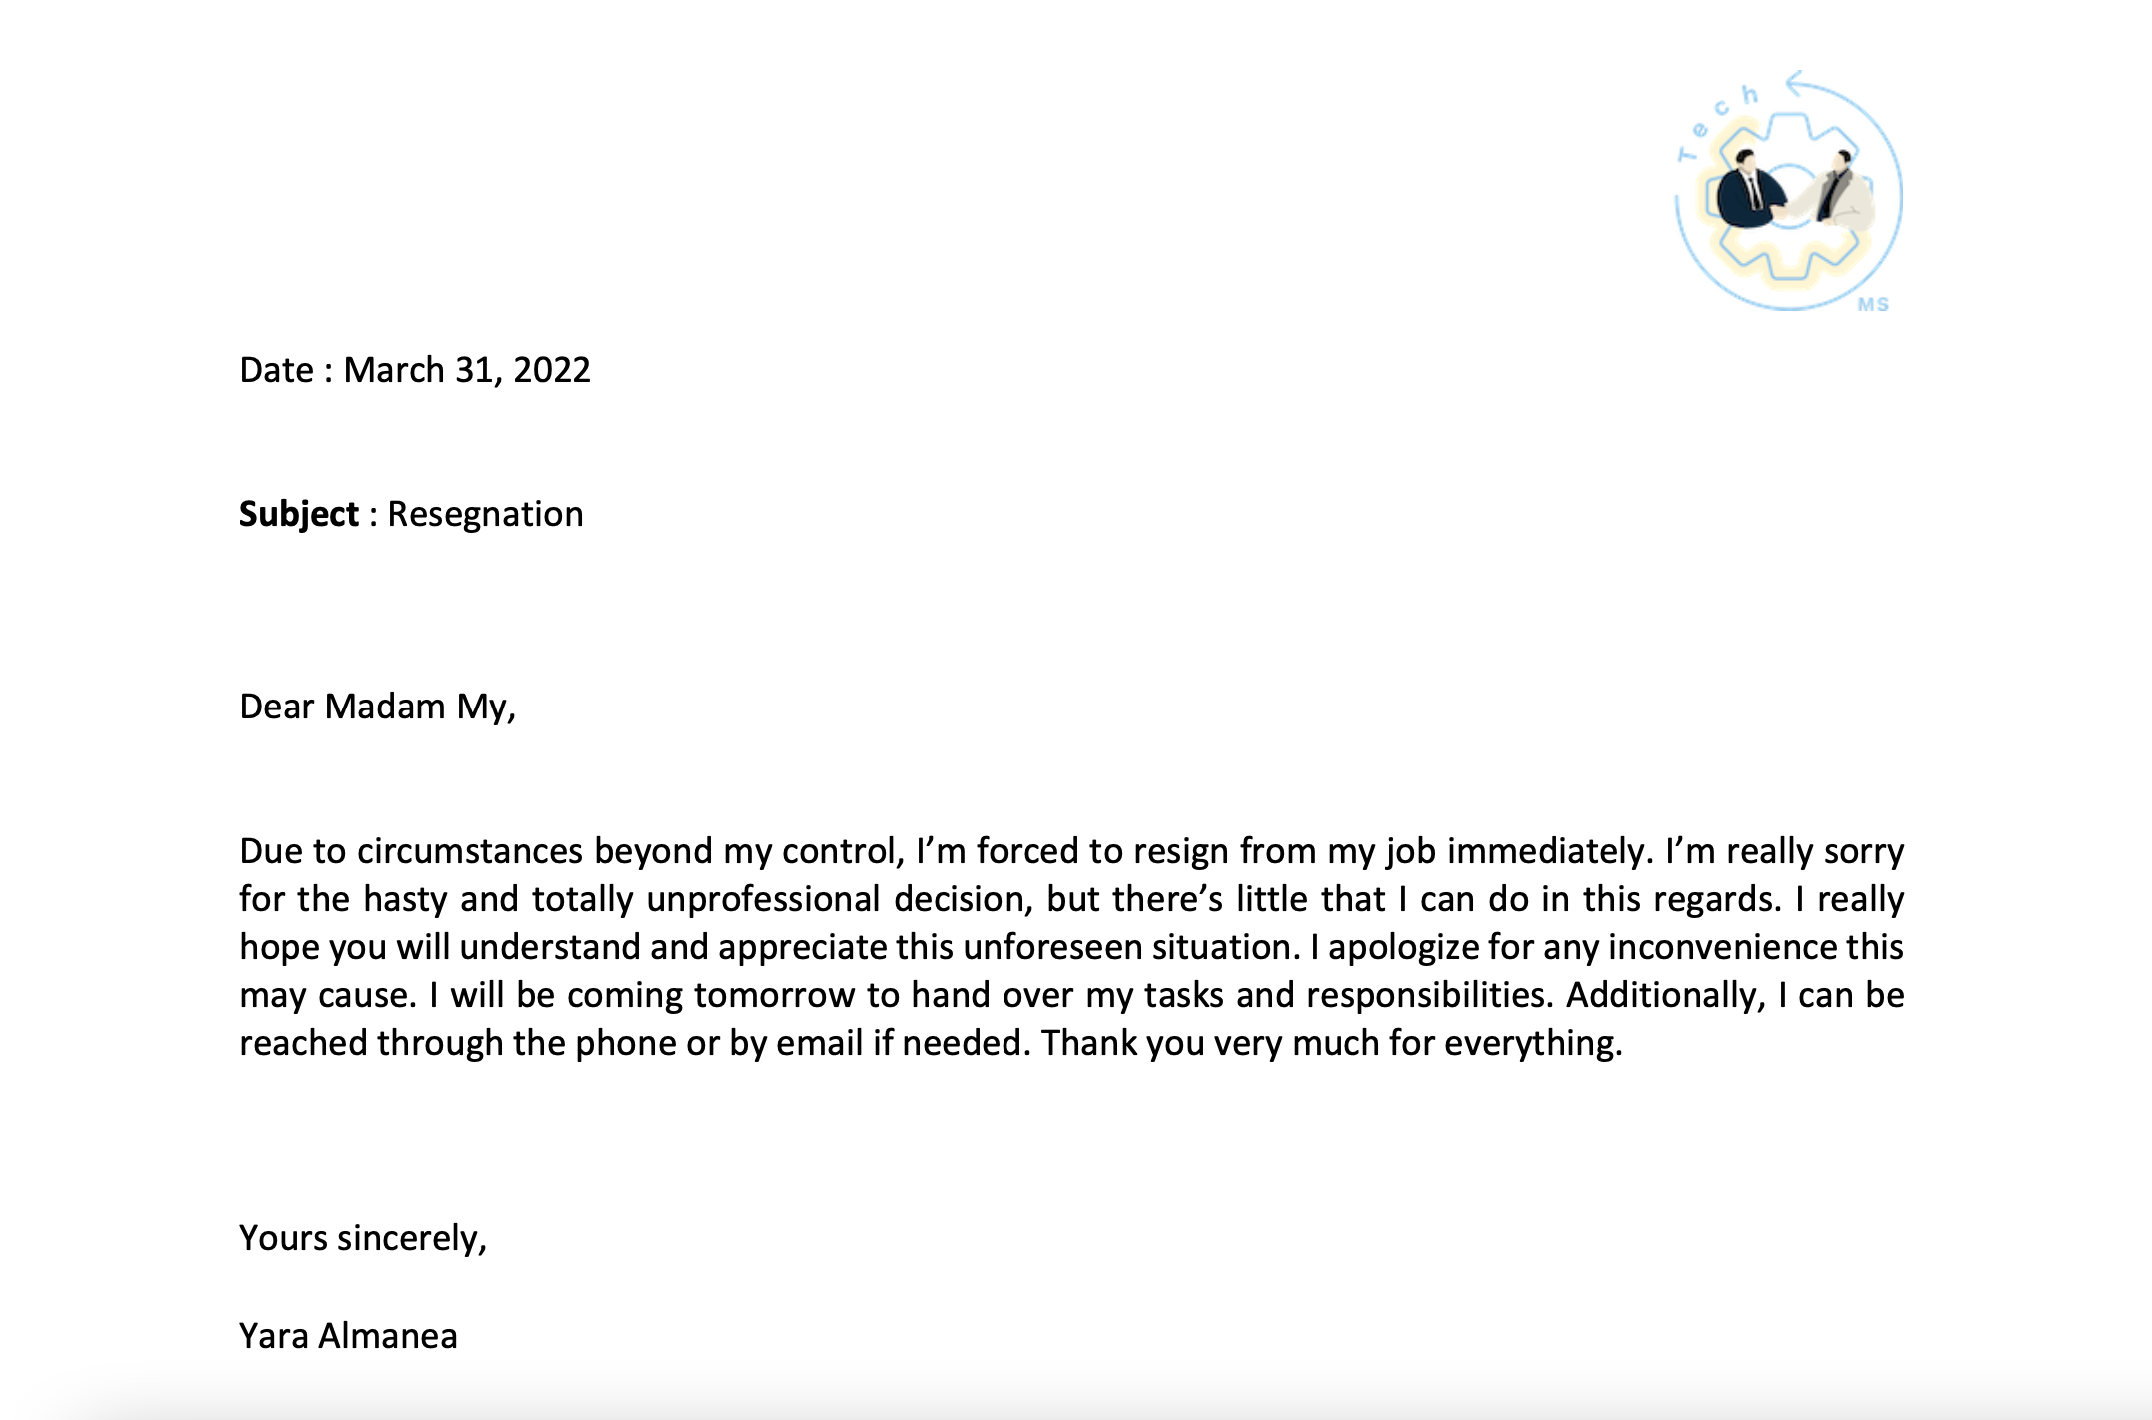 Tech
MS
Date : March 31, 2022
Subject : Resegnation
Dear Madam My,
Due to circumstances beyond my control, I’m forced to resign from my job immediately. I’m really sorry
for the hasty and totally unprofessional decision, but there’s little that I can do in this regards. I really
hope you will understand and appreciate this unforeseen situation. I apologize for any inconvenience this
may cause. I will be coming tomorrow to hand over my tasks and responsibilities. Additionally, I can be
reached through the phone or by email if needed. Thank you very much for everything.
Yours sincerely,
Yara Almanea